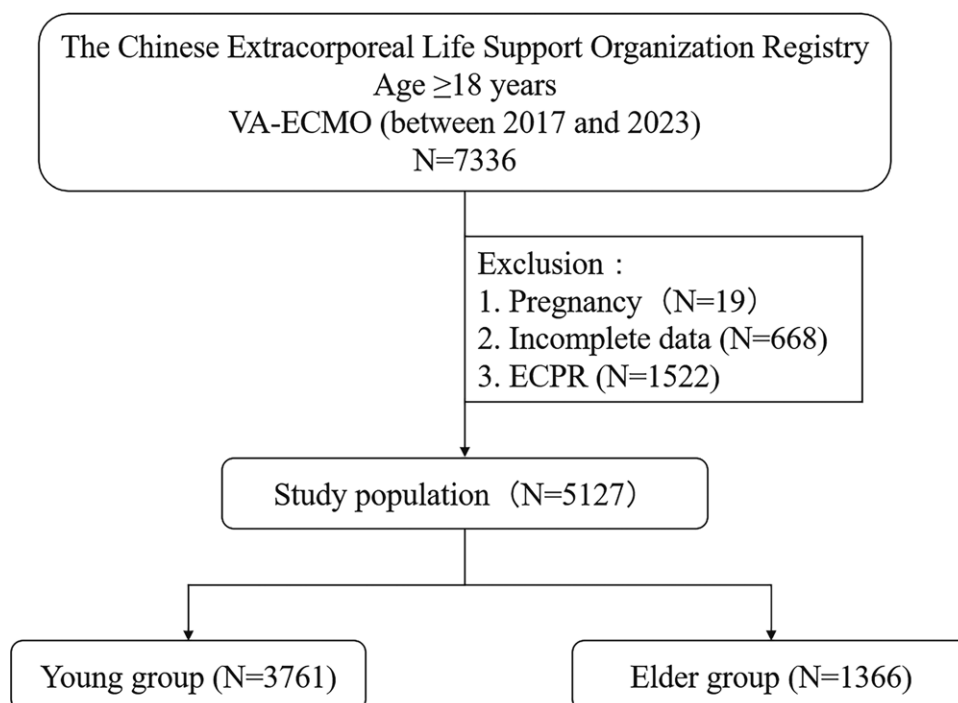 The Chinese Extracorporeal Life Support Organization Registry
Age ≥18 years
VA-ECMO (between 2017 and 2023)
N=7336
Exclusion：
1. Pregnancy（N=19）
2. Incomplete data (N=668)
3. ECPR (N=1522)
Study population（N=5127）
Young group (N=3761)
Elder group (N=1366)